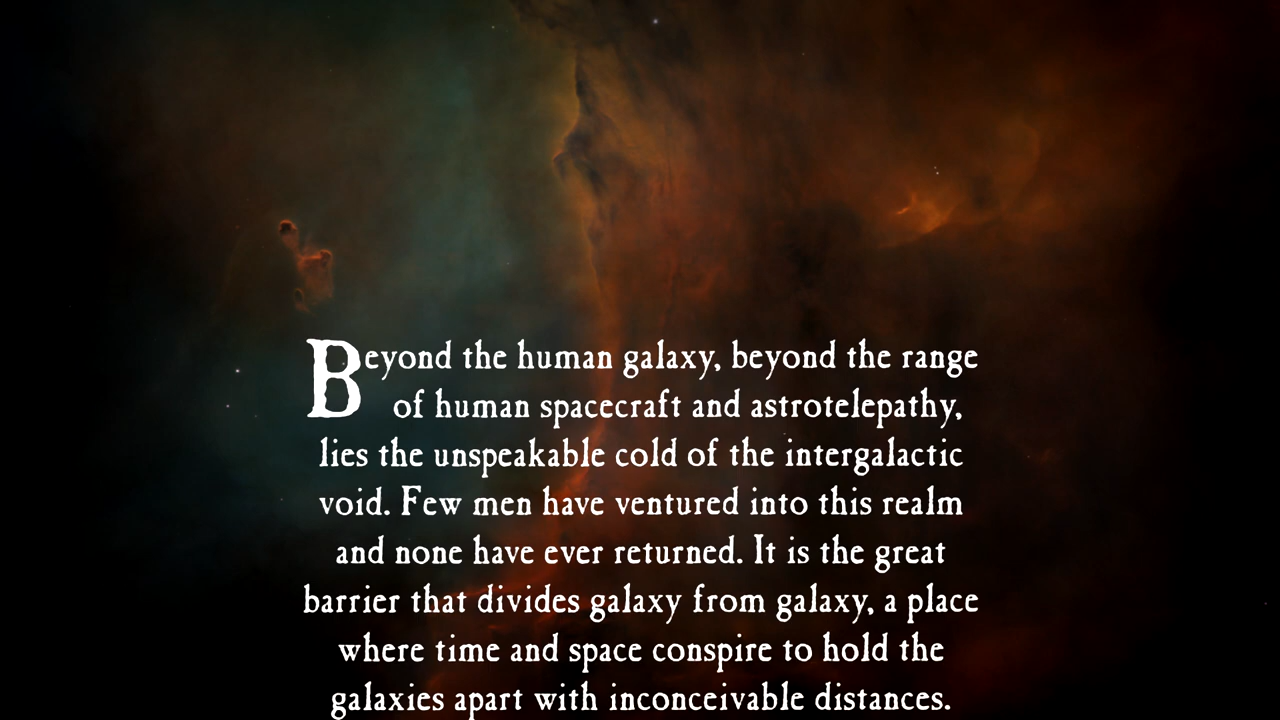 Beyond the human galaxy, beyond the range
of human spacecraft and astrotelepathy,
lies the unspeakable cold of the intergalactic
void. Few men have ventured into this realm
and none have ever returned. It is the great
barrier that divides galaxy from galaxy, a place
where time and space conspire to hold the
galaxies apart with inconceivable distances.